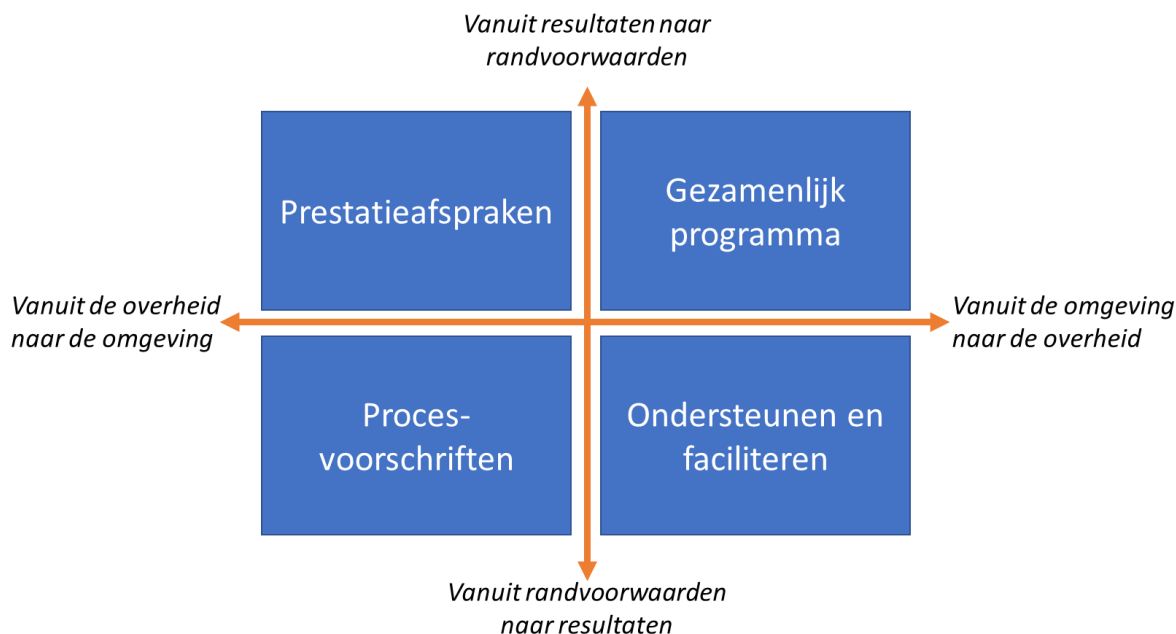 Vanuit resultaten naar
randvoorwaarden
Prestatieafspraken
Gezamenlijk
programma
Vanuit de overheid
naar de omgeving
Vanuit de omgeving
naar de overheid
Proces-
voorschriften
Ondersteunen en
faciliteren
Vanuit randvoorwaarden
naar resultaten